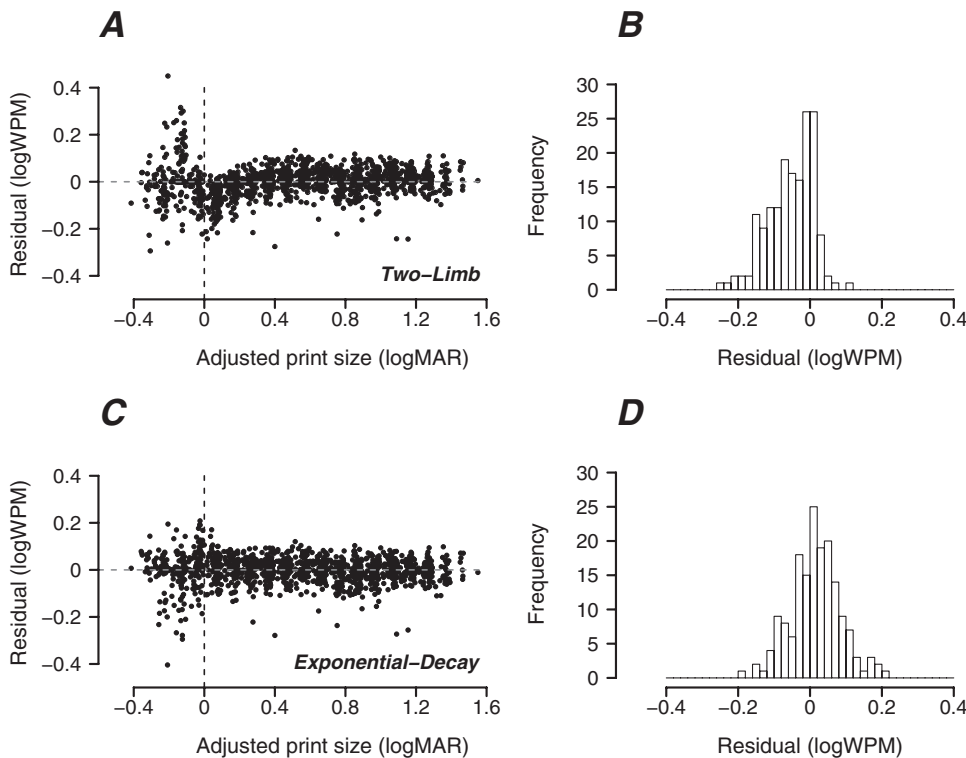 A
Residual (logWPM)
0.4
0.2
0
−0.2
−0.4
Two−Limb
−0.4 0 0.4 0.8 1.2 1.6
Adjusted print size (logMAR)
B
Frequency
30
25
20
15
10
5
0
−0.4 −0.2 0 0.2 0.4
Residual (logWPM)
C
Residual (logWPM)
0.4
0.2
0
−0.2
−0.4
Exponential−Decay
−0.4 0 0.4 0.8 1.2 1.6
Adjusted print size (logMAR)
D
Frequency
30
25
20
15
10
5
0
−0.4 −0.2 0 0.2 0.4
Residual (logWPM)